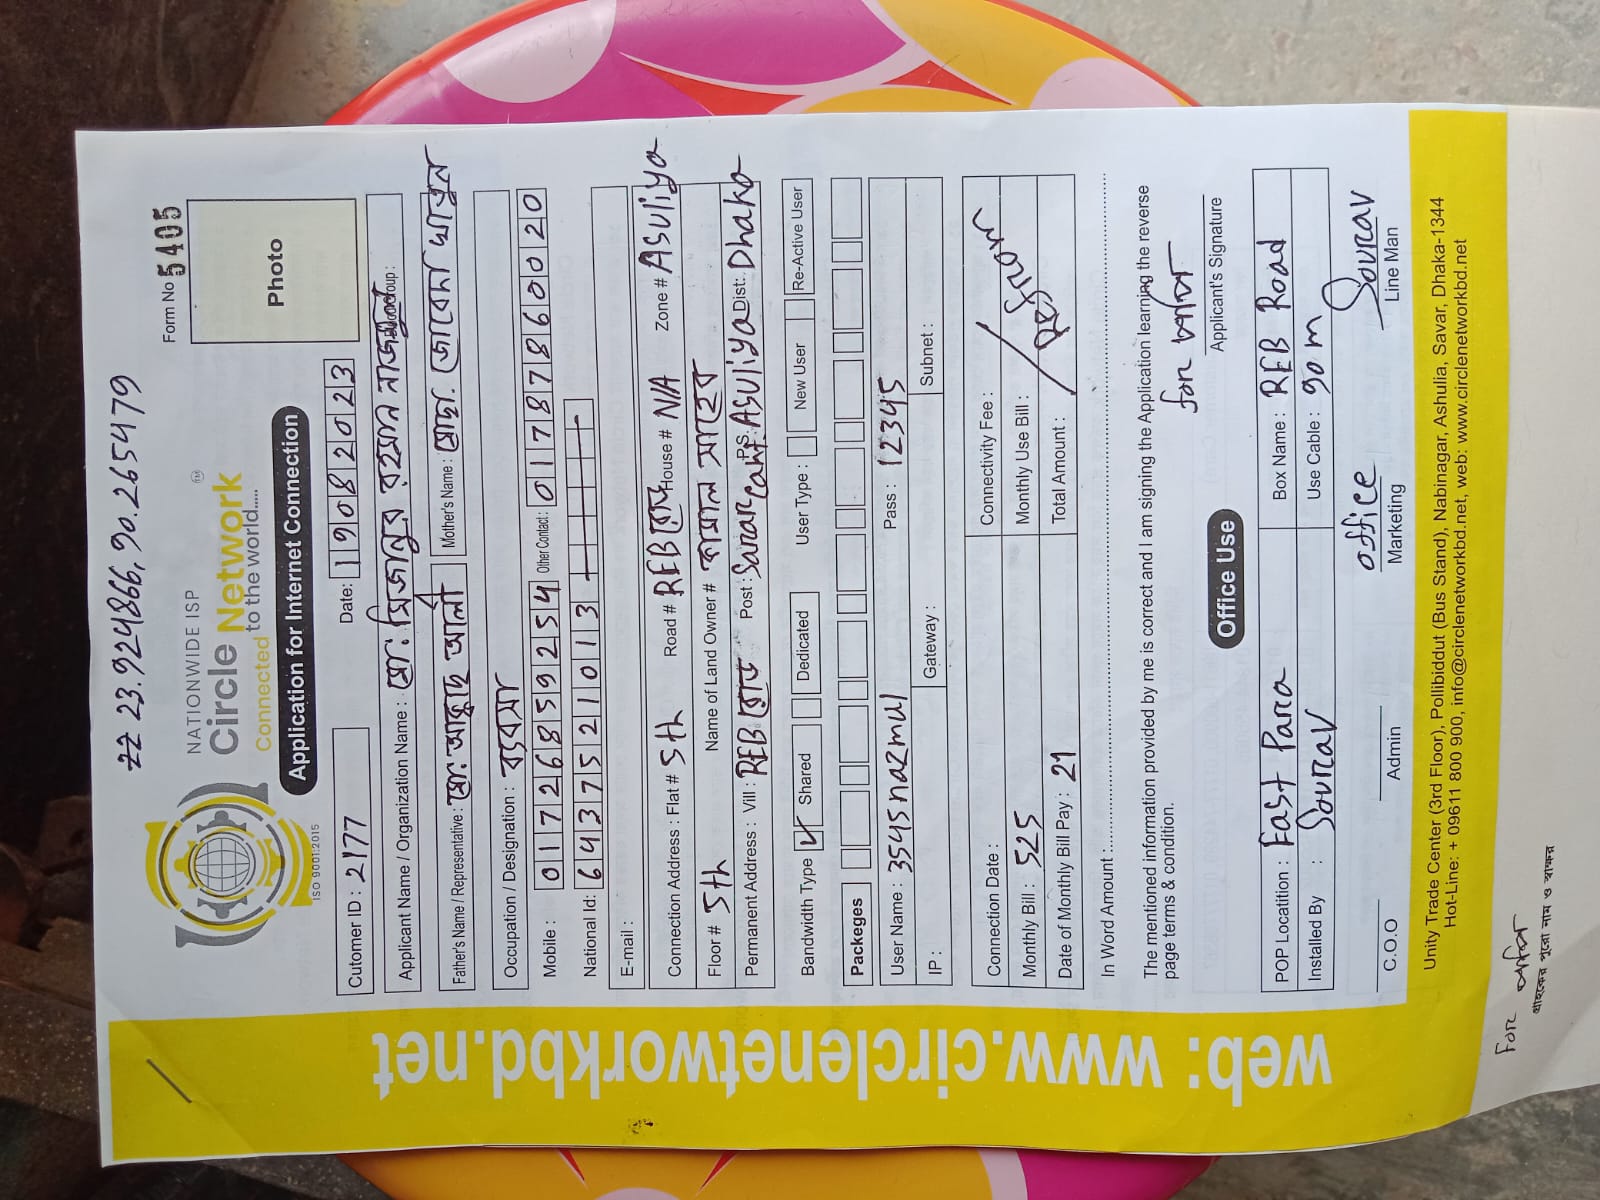 23.924866, 90.265479
Form No 5405
NATIONWIDE ISP
Circle Network TM
Connected to the world.....
ISO 9001:2015
Application for Internet Connection
Photo
Cutomer ID : 2177 Date: 19082023
Applicant Name / Organization Name : মো: মিজানুর রহমান
Father's Name / Representative : মো: আলী Mother's Name : মোছা. জাবেদা খাতুন
Occupation / Designation : ব্যবসা
Mobile : 01726859254 Other Contact : 01787860020
National Id: 6437521013
E-mail :
Connection Address : Flat # 5th Road # REB রোড House # N/A Zone # Asuliya
Floor # 5th Name of Land Owner # কামাল সাহেব
Permanent Address : Vill : REB রোড Post : Savar Cant P.S: Asuliya Dist: Dhaka
Bandwidth Type Shared Dedicated User Type : New User Re-Active User
Packeges
User Name : 3545nazmul Pass : 12345
IP : Gateway : Subnet :
Connection Date : Connectivity Fee :
Monthly Bill : 525 Monthly Use Bill :
Date of Monthly Bill Pay : 21 Total Amount :
In Word Amount :
The mentioned information provided by me is correct and I am signing the Application learning the reverse
page terms & condition.
for
Applicant's Signature
Office Use
POP Locatition : East Para Box Name : REB Road
Installed By : Sourav Use Cable : 90 m
office Sourav
C.O.O Admin Marketing Line Man
Unity Trade Center (3rd Floor), Pollibiddut (Bus Stand), Nabinagar, Ashulia, Savar, Dhaka-1344
Hot-Line: + 09611 800 900, info@circlenetworkbd.net, web: www.circlenetworkbd.net
web: www.circlenetworkbd.net
For
গ্রাহকের পুরো নাম ও স্বাক্ষর